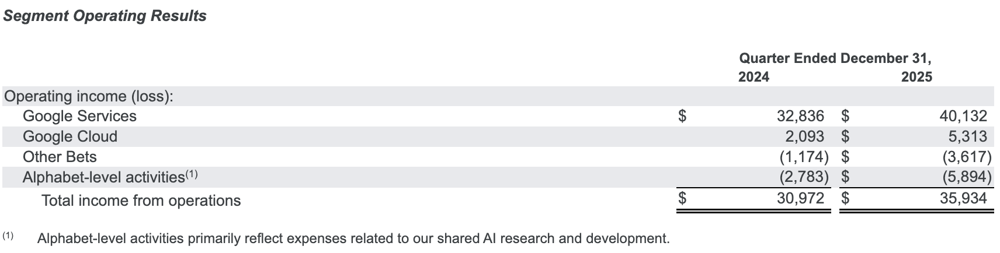 Segment Operating Results
Quarter Ended December 31,
2024 2025
Operating income (loss):
Google Services $ 32,836 $ 40,132
Google Cloud 2,093 $ 5,313
Other Bets (1,174) $ (3,617)
Alphabet-level activities(1) (2,783) $ (5,894)
Total income from operations $ 30,972 $ 35,934
(1) Alphabet-level activities primarily reflect expenses related to our shared AI research and development.